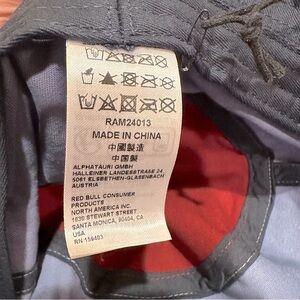 RAM24013
MADE IN CHINA
中國製造
中国製
ALPHATAURI GMBH
HALLEINER LANDESSTRAßE 24,
5061 ELSBETHEN-GLASENBACH
AUSTRIA
RED BULL CONSUMER
PRODUCTS
NORTH AMERICA INC.
1630 STEWART STREET
SANTA MONICA, 90404, CA
USA
RN 159403